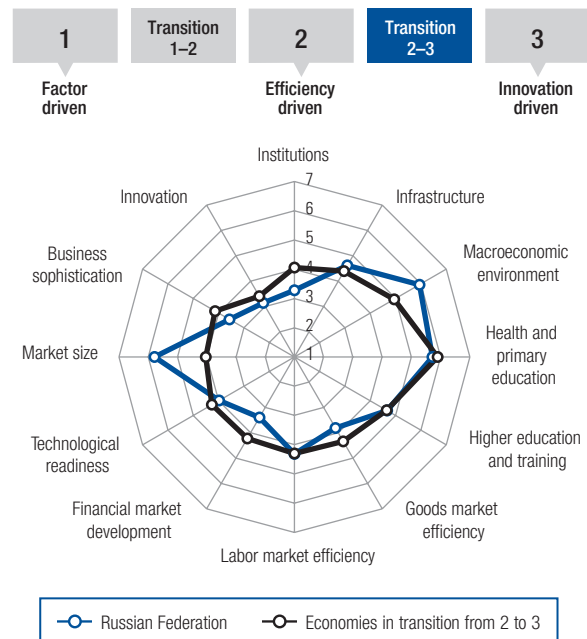 1
Transition
1–2
2
Transition
2–3
3
Factor
driven
Efficiency
driven
Innovation
driven
Institutions
Innovation
Infrastructure
Business
sophistication
Macroeconomic
environment
Market size
Health and
primary
education
Technological
readiness
Higher education
and training
Financial market
development
Goods market
efficiency
Labor market efficiency
7
6
5
4
3
2
1
Russian Federation
Economies in transition from 2 to 3